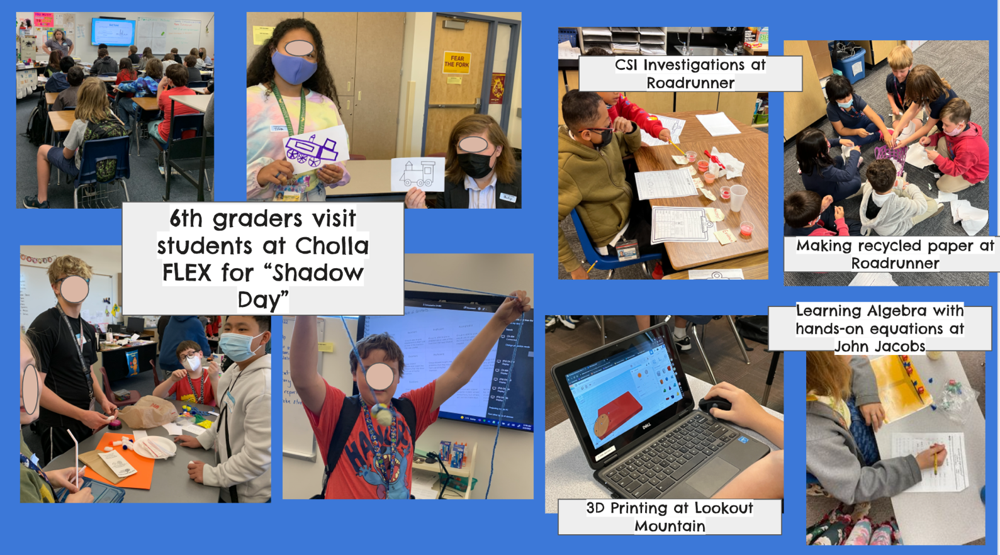 FEAR
THE FORK
6th graders visit
students at Cholla
FLEX for “Shadow
Day”
CSI Investigations at
Roadrunner
Making recycled paper at
Roadrunner
Learning Algebra with
hands-on equations at
John Jacobs
DELL
3D Printing at Lookout
Mountain